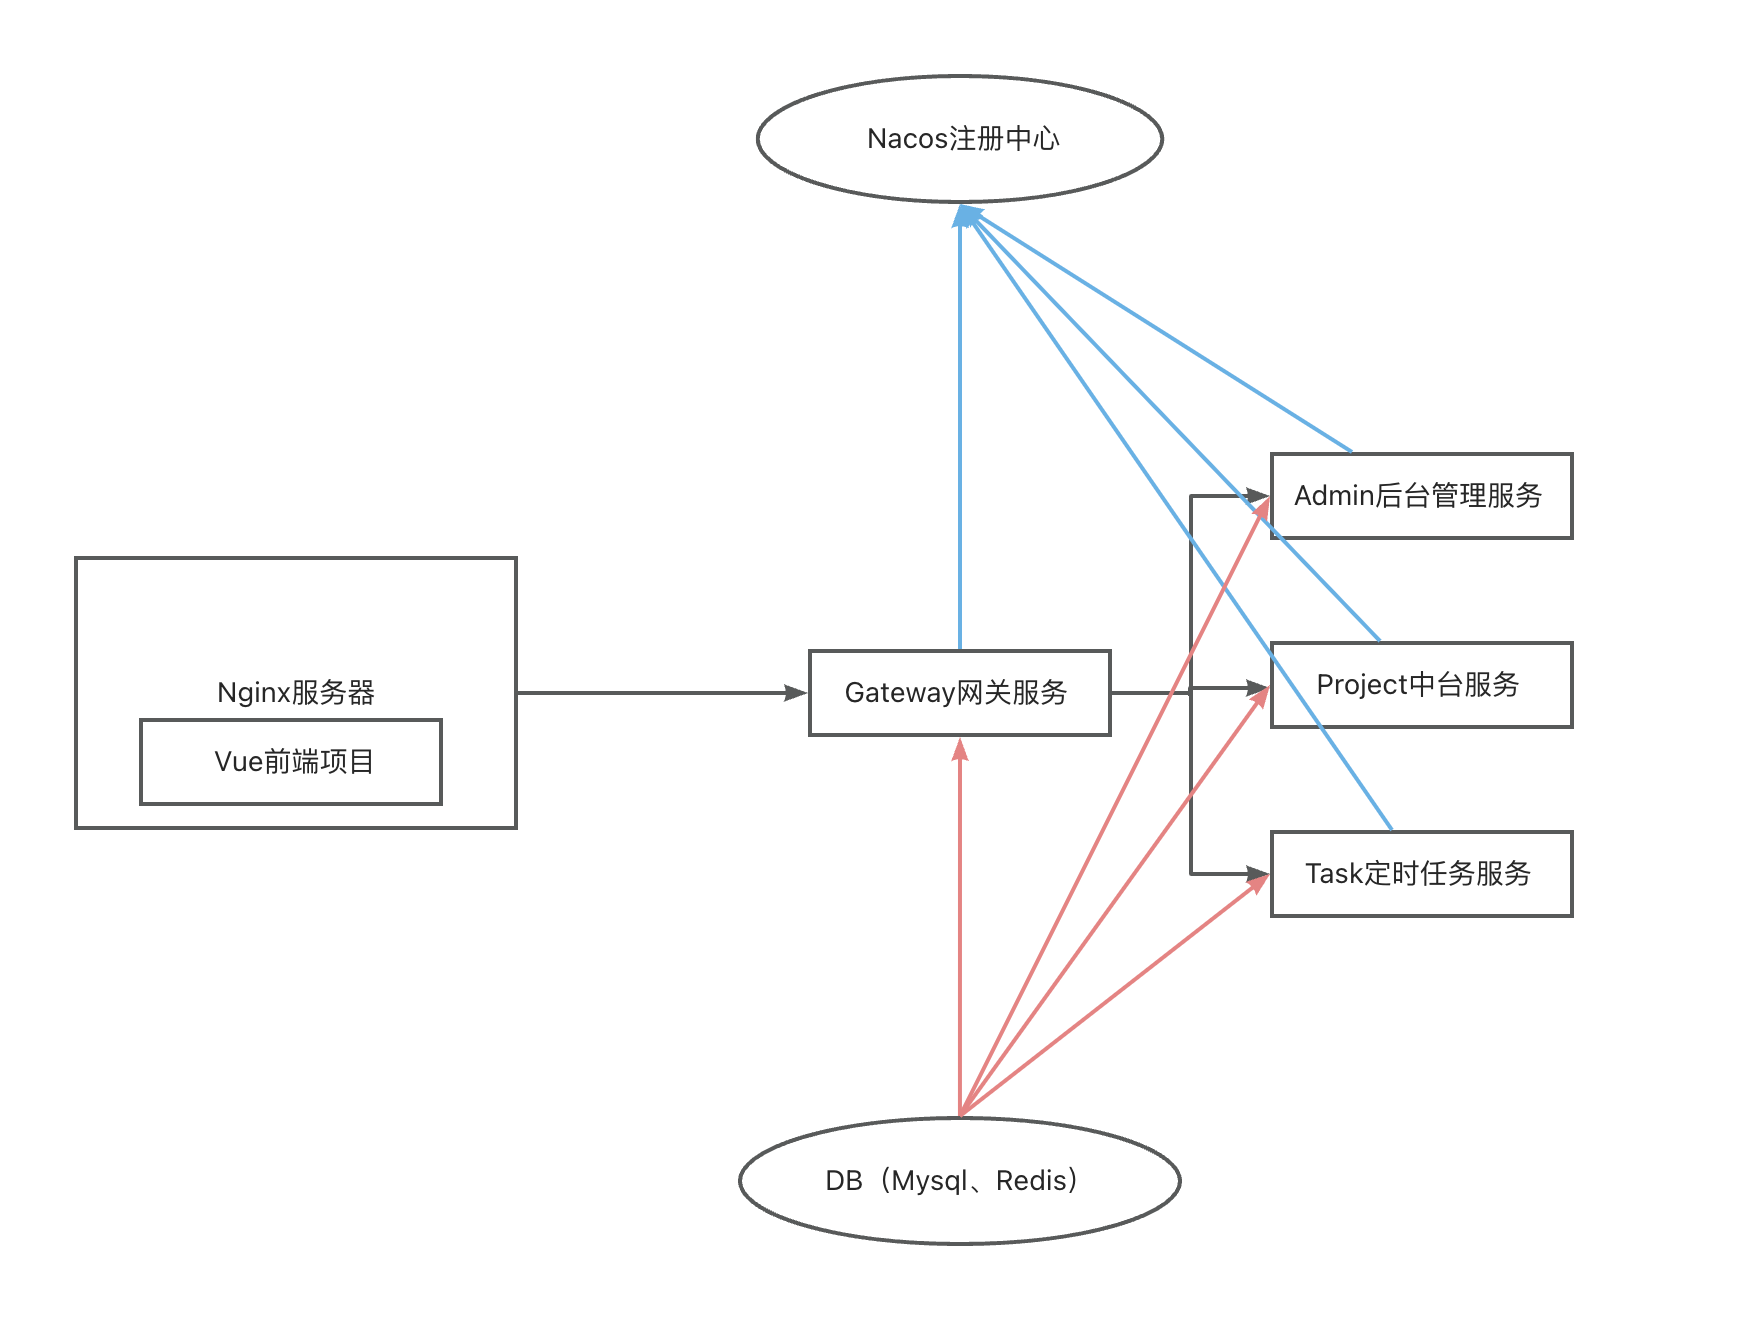 Nacos注册中心
Admin后台管理服务
Nginx服务器
Gateway网关服务
Project中台服务
Vue前端项目
Task定时任务服务
DB（Mysql、Redis）